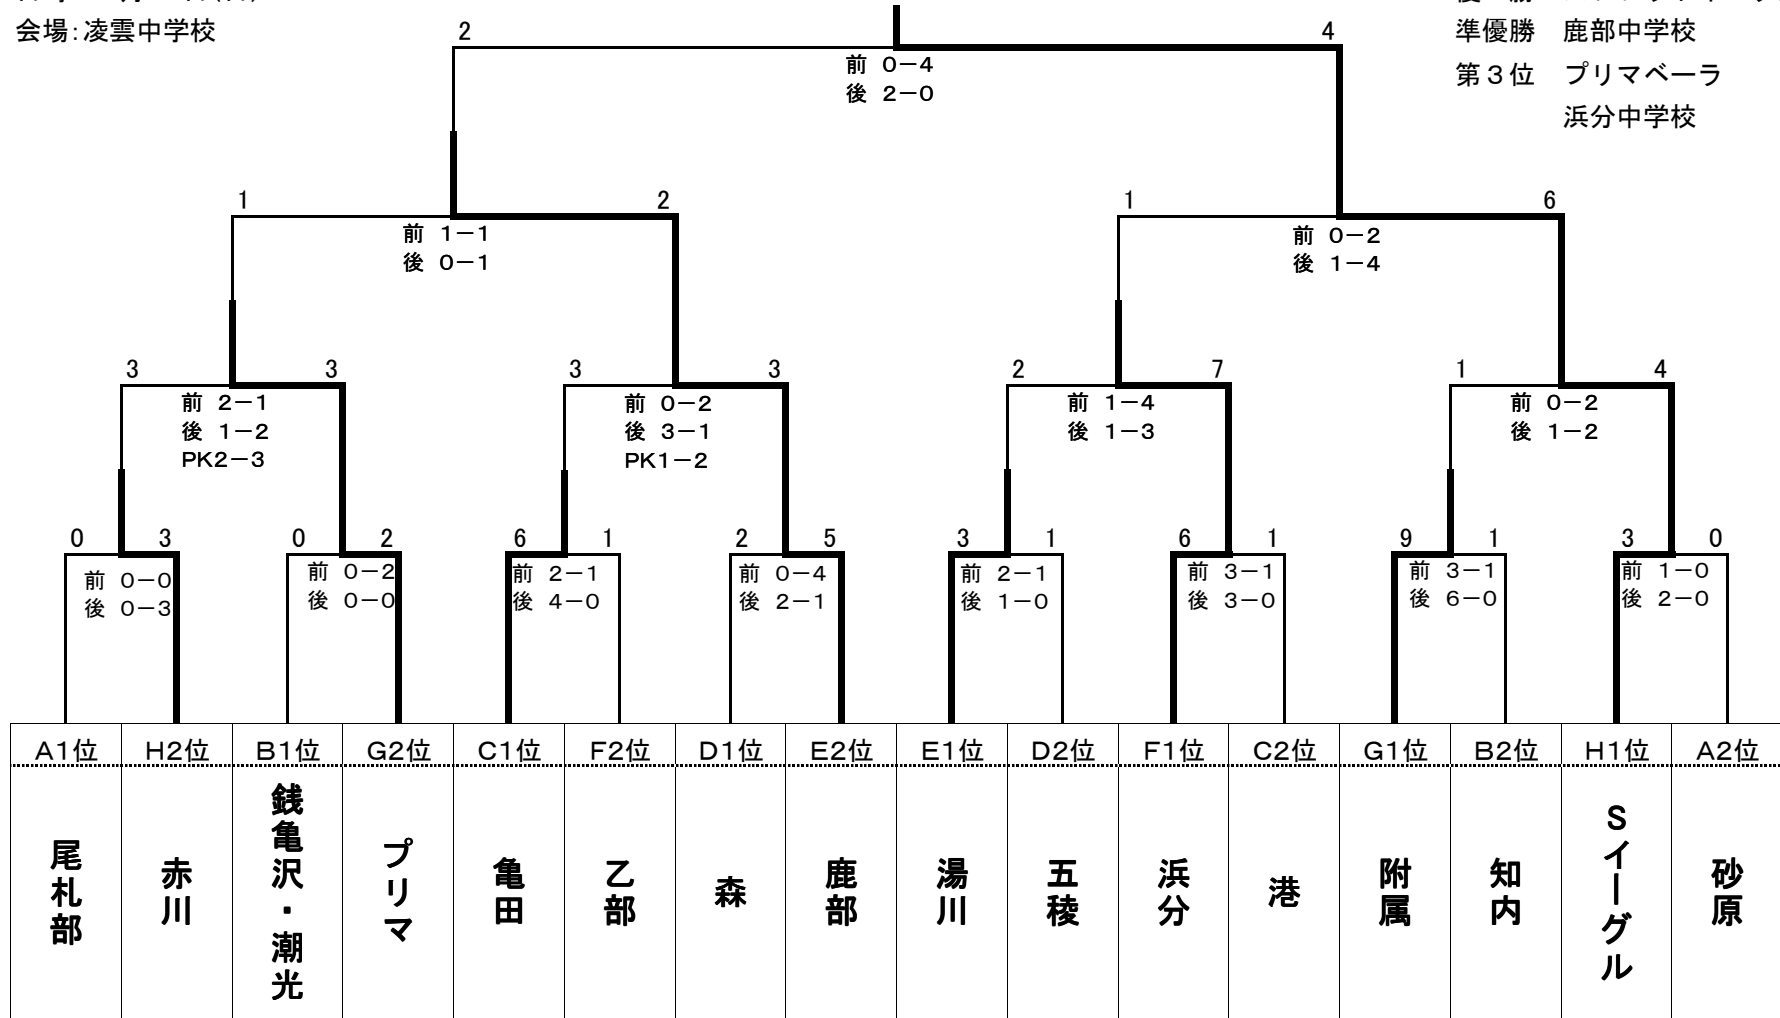 会場：凌雲中学校
準優勝　鹿部中学校
第３位　プリマベーラ
浜分中学校
2 4
前 0－4
後 2－0
1 2 1 6
前 1－1
後 0－1
前 0－2
後 1－4
3 3 3 3 2 7 1 4
前 2－1
後 1－2
PK2－3
前 0－2
後 3－1
PK1－2
前 1－4
後 1－3
前 0－2
後 1－2
0 3 0 2 6 1 2 5 3 1 6 1 9 1 3 0
前 0－0
後 0－3
前 0－2
後 0－0
前 2－1
後 4－0
前 0－4
後 2－1
前 2－1
後 1－0
前 3－1
後 3－0
前 3－1
後 6－0
前 1－0
後 2－0
A1位 H2位 B1位 G2位 C1位 F2位 D1位 E2位 E1位 D2位 F1位 C2位 G1位 B2位 H1位 A2位
尾札部
赤川
銭亀沢・潮光
プリマ
亀田
乙部
森
鹿部
湯川
五稜
浜分
港
附属
知内
Sイーグル
砂原